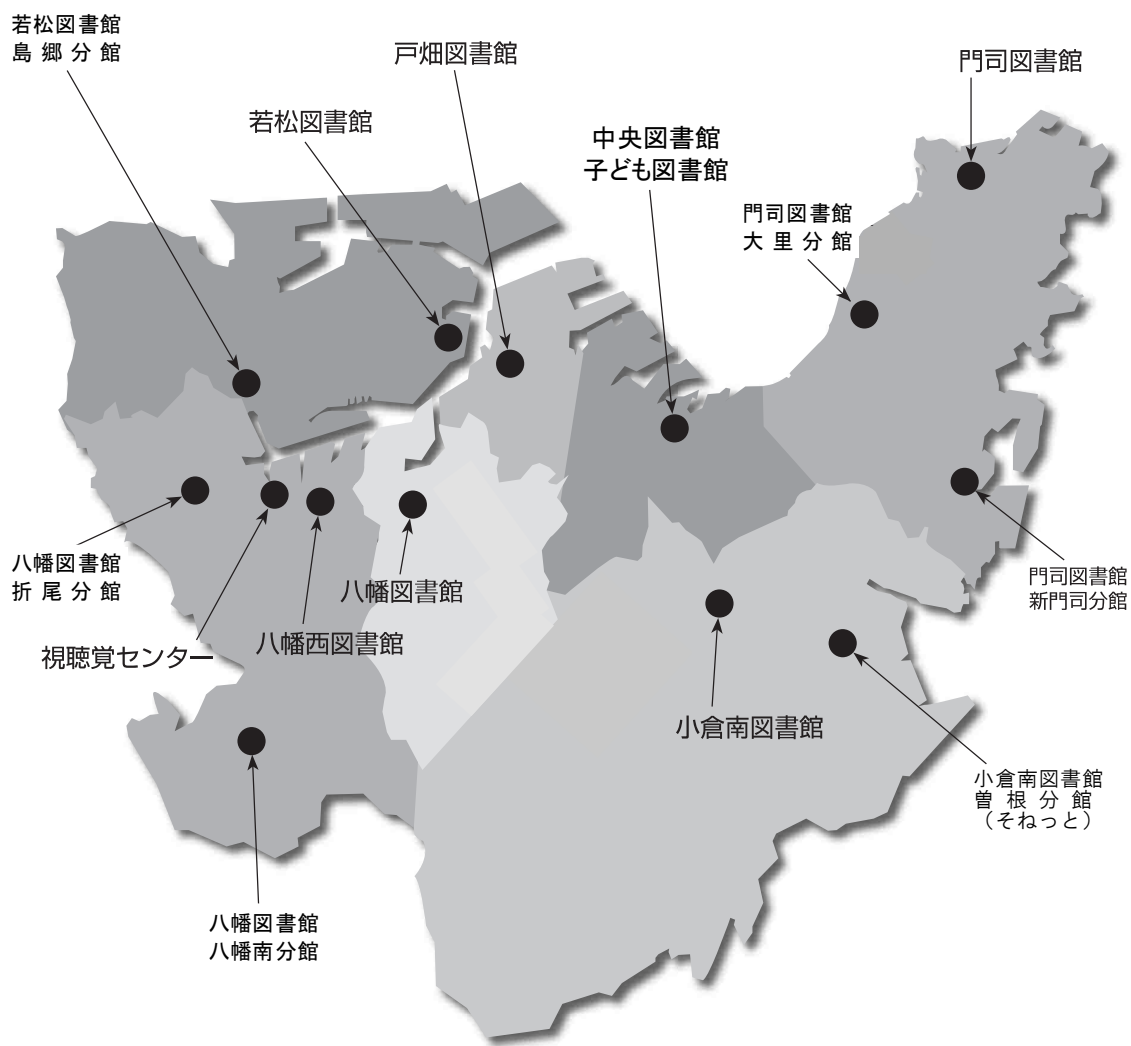 若松図書館
島郷分館
戸畑図書館
門司図書館
若松図書館
中央図書館
子ども図書館
門司図書館
大里分館
八幡図書館
折尾分館
視聴覚センター
八幡西図書館
八幡図書館
門司図書館
新門司分館
小倉南図書館
小倉南図書館
曽根分館
（そねっと）
八幡図書館
八幡南分館